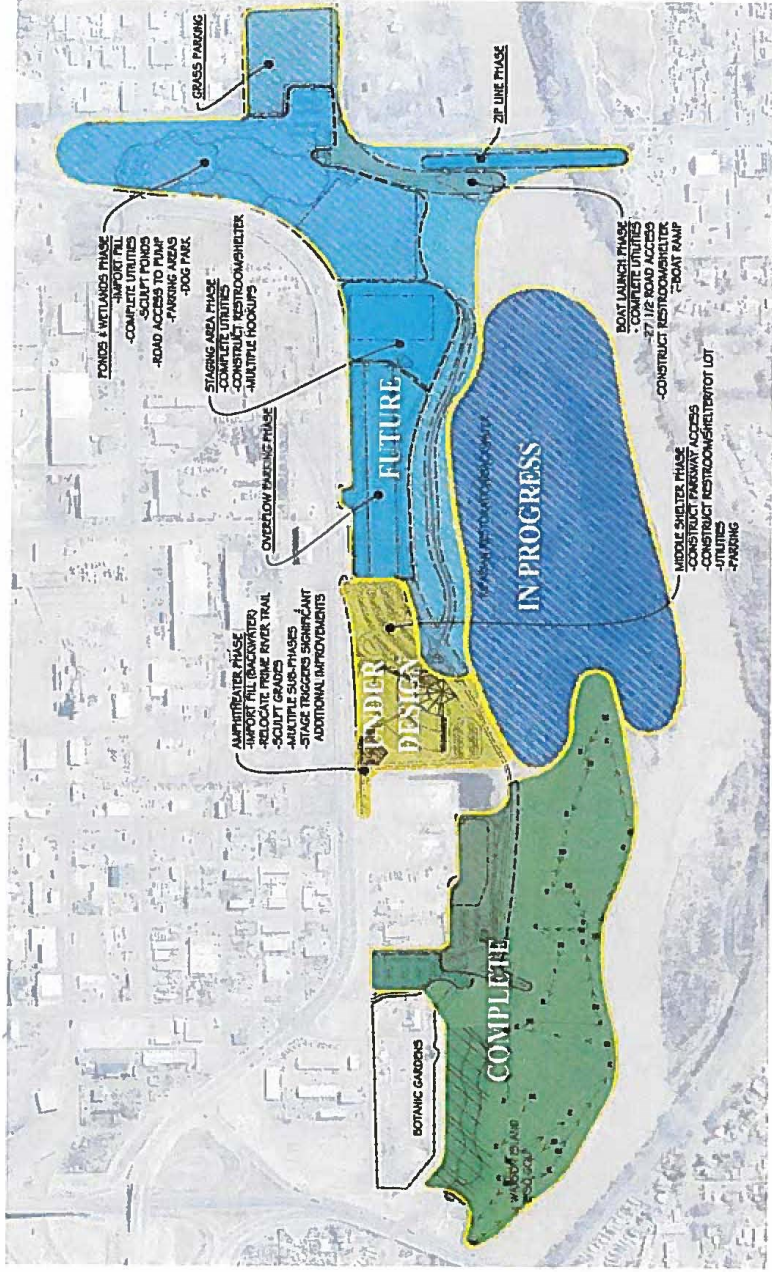 GRASS PARKING
PONDS & WETLANDS PHASE
-IMPORT FILL
-COMPLETE UTILITIES
-SCULPT PONDS
-ROAD ACCESS TO PUMP
-PARKING AREAS
-DOG PARK
ZIP LINE PHASE
STAGING AREA PHASE
-COMPLETE UTILITIES
-CONSTRUCT RESTROOM/SHELTER
-MULTIPLE HOOKUPS
BOAT LAUNCH PHASE
- COMPLETE UTILITIES
-27 1/2 ROAD ACCESS
-CONSTRUCT RESTROOM/SHELTER
-BOAT RAMP
OVERFLOW PARKING PHASE
FUTURE
IN PROGRESS
AMPHITHEATER PHASE
-IMPORT FILL (BACKWATER)
-RELOCATE PRIME RIVER TRAIL
-SCULPT GRADES
-MULTIPLE SUB-PHASES
-STAGE TRIGGERS SIGNIFICANT
ADDITIONAL IMPROVEMENTS
UNDER
DESIGN
MIDDLE SHELTER PHASE
-CONSTRUCT PARKWAY ACCESS
-CONSTRUCT RESTROOM/SHELTER/TOT LOT
-UTILITIES
-PARKING
COMPLETE
BOTANIC GARDENS
ISLAND
DISC GOLF